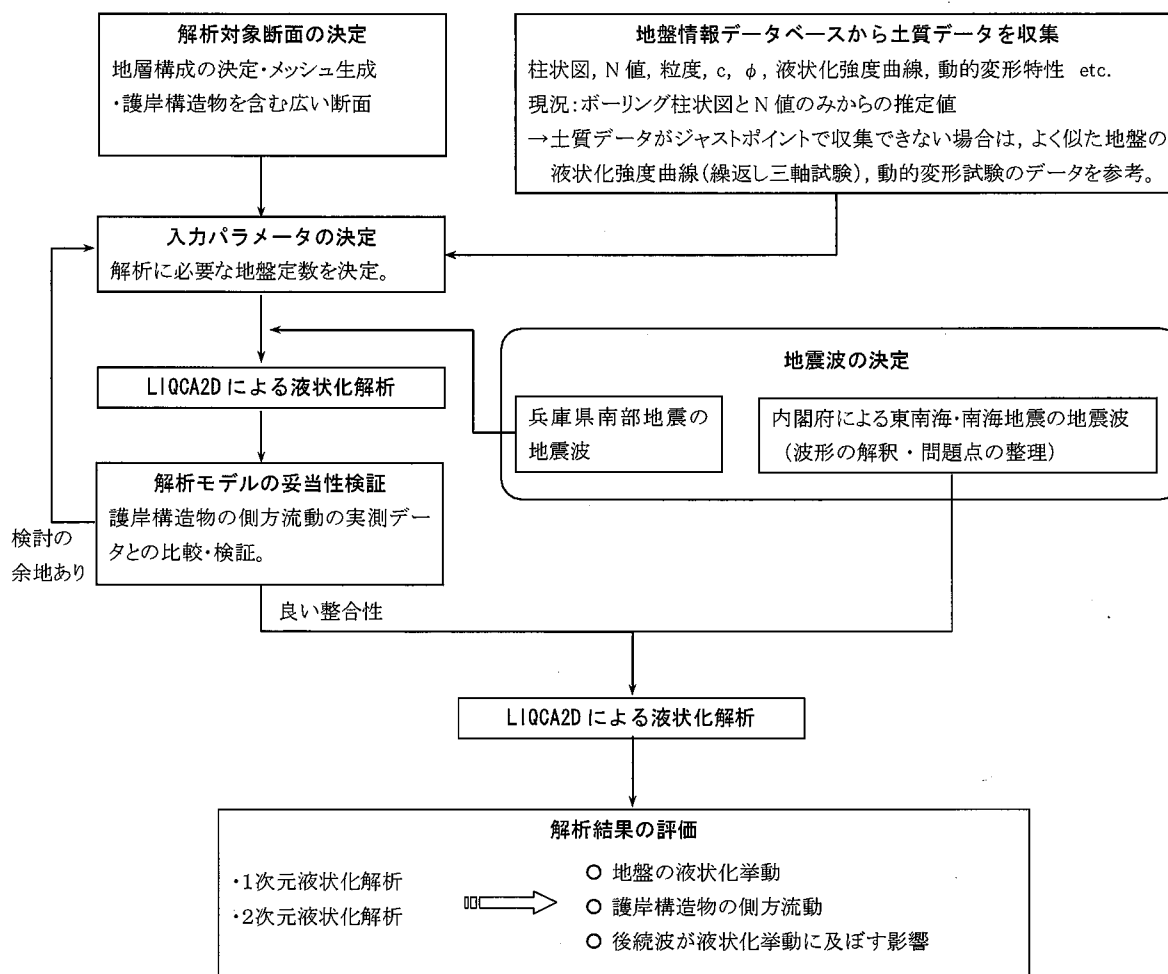 解析対象断面の決定
地層構成の決定・メッシュ生成
・護岸構造物を含む広い断面
地盤情報データベースから土質データを収集
柱状図, N 値, 粒度, c, φ, 液状化強度曲線, 動的変形特性 etc.
現況:ボーリング柱状図とN 値のみからの推定値
→土質データがジャストポイントで収集できない場合は, よく似た地盤の
液状化強度曲線(繰返し三軸試験), 動的変形試験のデータを参考。
入力パラメータの決定
解析に必要な地盤定数を決定。
地震波の決定
LIQCA2D による液状化解析
兵庫県南部地震の
地震波
内閣府による東南海・南海地震の地震波
(波形の解釈・問題点の整理)
解析モデルの妥当性検証
護岸構造物の側方流動の実測デー
タとの比較・検証。
検討の
余地あり
良い整合性
LIQCA2D による液状化解析
解析結果の評価
・1次元液状化解析
・2次元液状化解析
○ 地盤の液状化挙動
○ 護岸構造物の側方流動
○ 後続波が液状化挙動に及ぼす影響